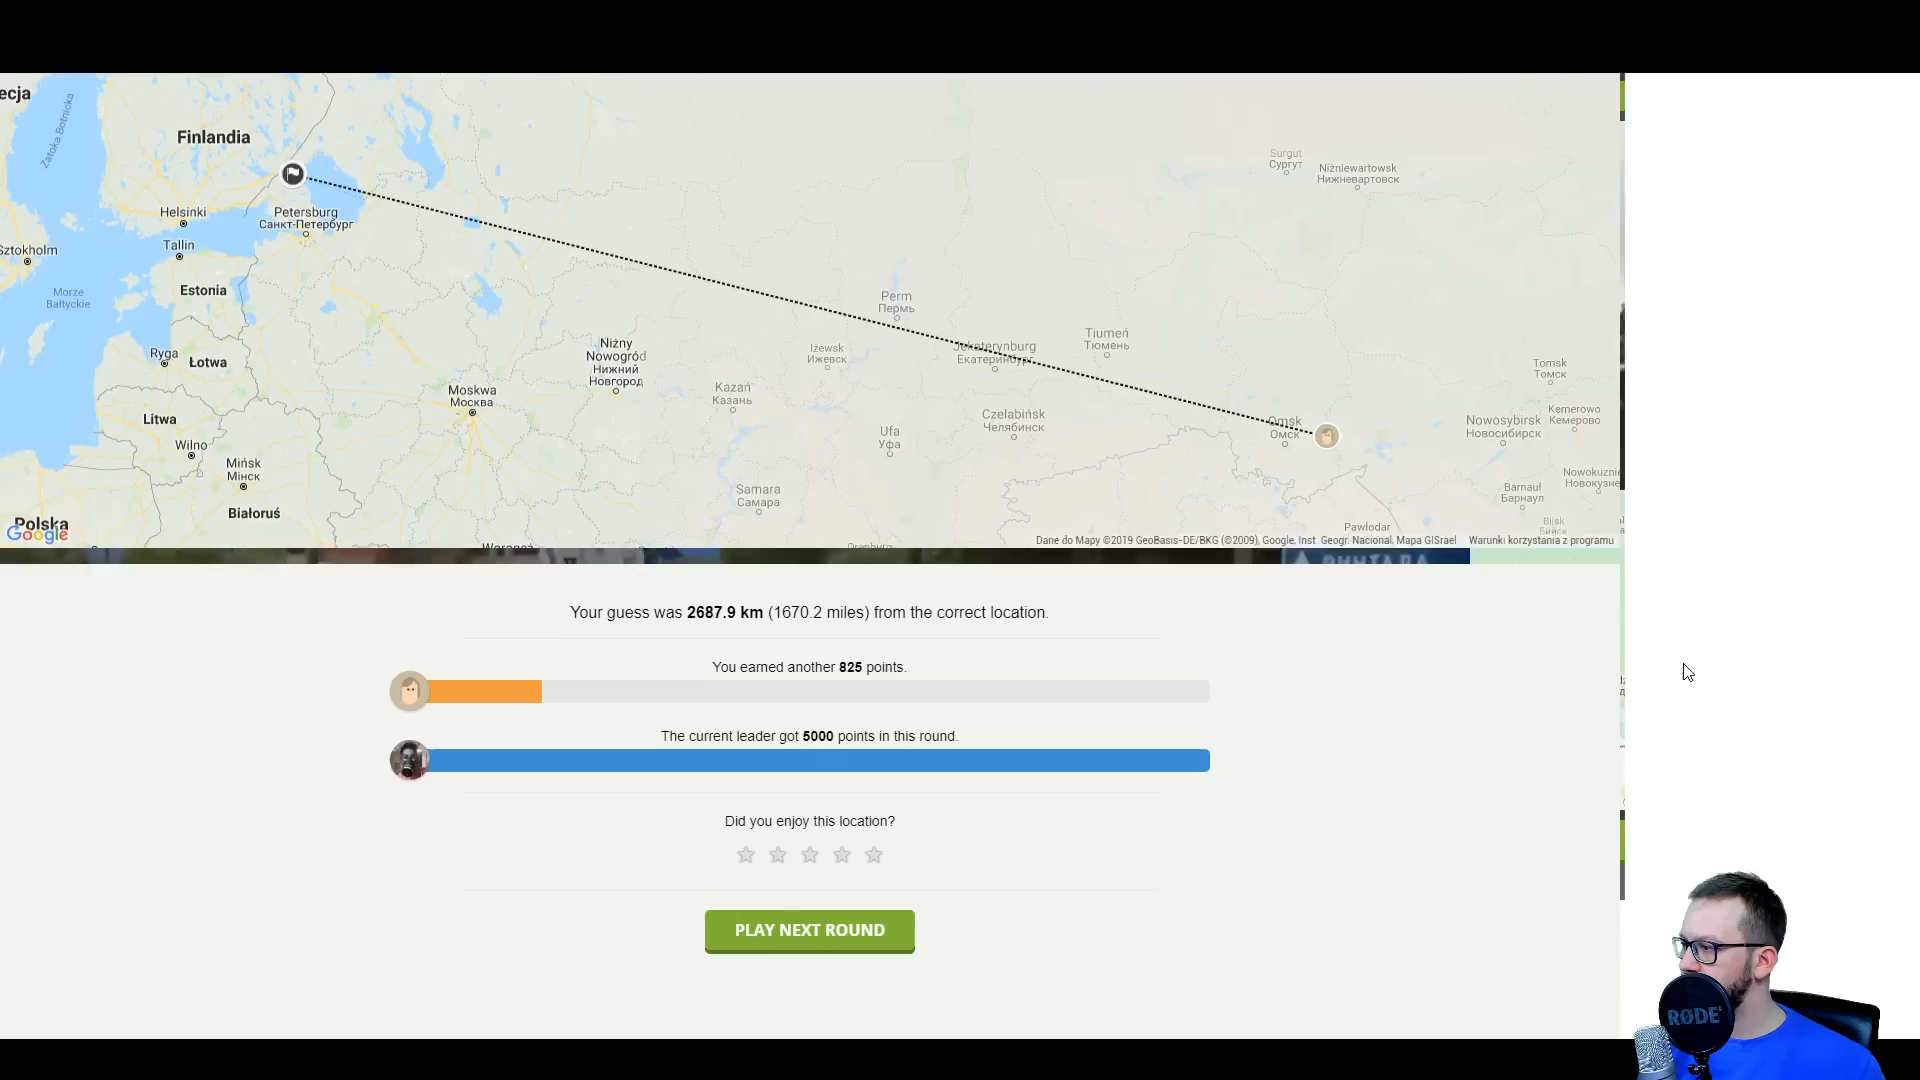 ecja
Zatoka Botnicka
Finlandia
Surgut
Сургут
Niżniewartowsk
Нижневартовск
Helsinki
Petersburg
Санкт-Петербург
Tallin
Sztokholm
Morze
Bałtyckie
Estonia
Perm
Пермь
Ryga
Łotwa
Niżny
Nowogród
Нижний
Новгород
Iżewsk
Ижевск
Jekaterynburg
Екатеринбург
Tiumeń
Тюмень
Tomsk
Томск
Moskwa
Москва
Kazań
Казань
Litwa
Czelabińsk
Челябинск
Omsk
Омск
Nowosybirsk
Новосибирск
Kemerowo
Кемерово
Wilno
Ufa
Уфа
Mińsk
Мінск
Samara
Самара
Nowokuzne
Новокузне
Barnauł
Барнаул
Białoruś
Polska
Google
Pawłodar
Bijsk
Бийск
Dane do Mapy ©2019 GeoBasis-DE/BKG (©2009), Google, Inst. Geogr. Nacional, Mapa GISrael
Warunki korzystania z programu
Your guess was 2687.9 km (1670.2 miles) from the correct location.
You earned another 825 points.
The current leader got 5000 points in this round.
Did you enjoy this location?
PLAY NEXT ROUND
RØDE